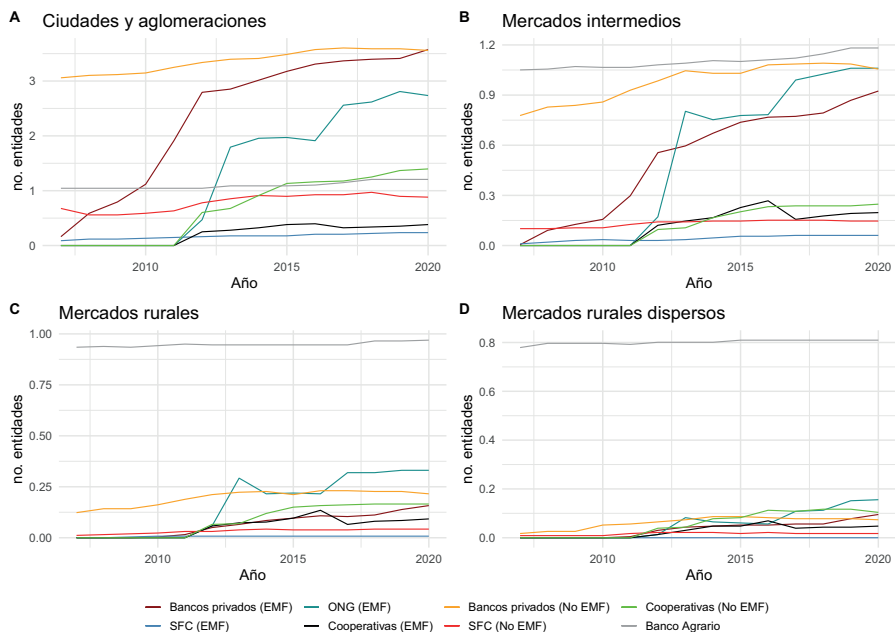 A Ciudades y aglomeraciones
no. entidades
3
2
1
0
2010 2015 2020
Año
B Mercados intermedios
no. entidades
1.2
0.9
0.6
0.3
0.0
2010 2015 2020
Año
C Mercados rurales
no. entidades
1.00
0.75
0.50
0.25
0.00
2010 2015 2020
D Mercados rurales dispersos
no. entidades
0.8
0.6
0.4
0.2
0.0
2010 2015 2020
Año
Bancos privados (EMF) ONG (EMF) Bancos privados (No EMF) Cooperativas (No EMF)
SFC (EMF) Cooperativas (EMF) SFC (No EMF) Banco Agrario